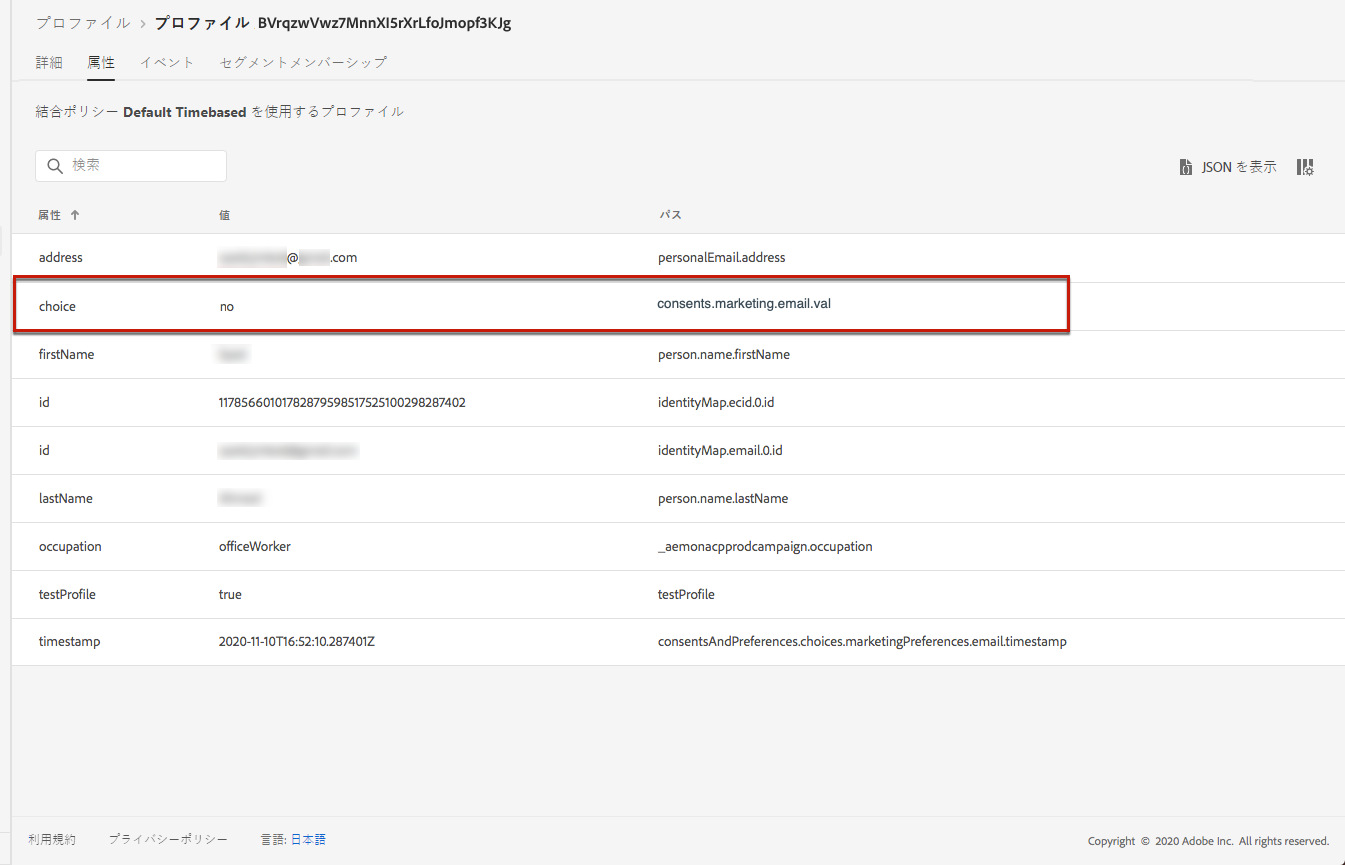 プロファイル > プロファイル BVrqzwVwz7MnnXI5rXrLfoJmopf3KJg
詳細 属性 イベント セグメントメンバーシップ
結合ポリシー Default Timebased を使用するプロファイル
検索 JSON を表示
属性 ↑ 値 パス
address @ .com personalEmail.address
choice no consents.marketing.email.val
firstName person.name.firstName
id 11785660101782879598517525100298287402 identityMap.ecid.0.id
id identityMap.email.0.id
lastName person.name.lastName
occupation officeWorker _aemonacpprodcampaign.occupation
testProfile true testProfile
timestamp 2020-11-10T16:52:10.287401Z consentsAndPreferences.choices.marketingPreferences.email.timestamp
利用規約 プライバシーポリシー 言語: 日本語 Copyright © 2020 Adobe Inc. All rights reserved.